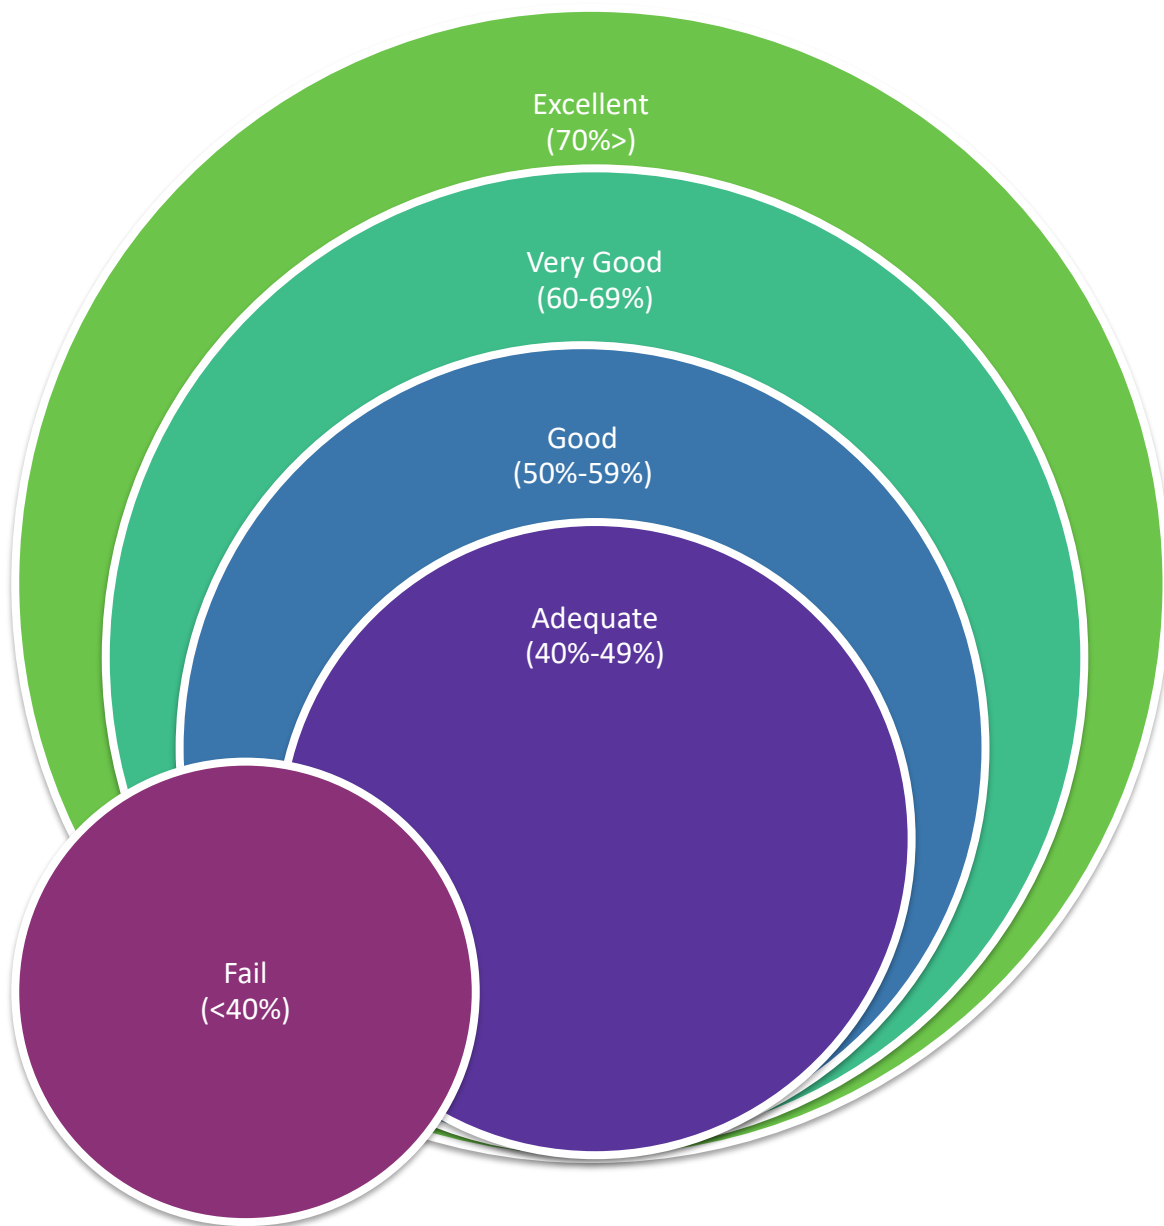 Excellent
(70%>)
Very Good
(60-69%)
Good
(50%-59%)
Adequate
(40%-49%)
Fail
(<40%)